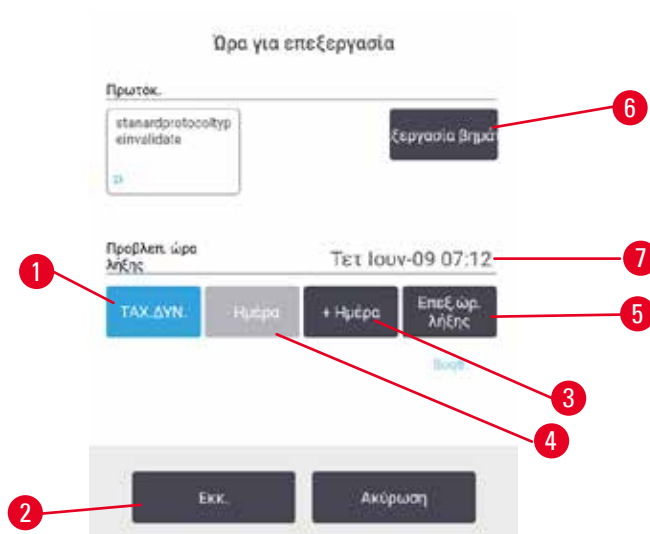 Ώρα για επεξεργασία
Πρωτόκ.
stanardprotocoltyp
einvalidate
ξεργασία βημά
6
Προβλεπ. ώρα
λήξης
Τετ Ιουν-09 07:12
7
1
ΤΑΧ.ΔΥΝ.
Ημέρα
+ Ημέρα
Επεξ.ώρ.
λήξης
5
3
4
Εκκ.
Ακύρωση
2